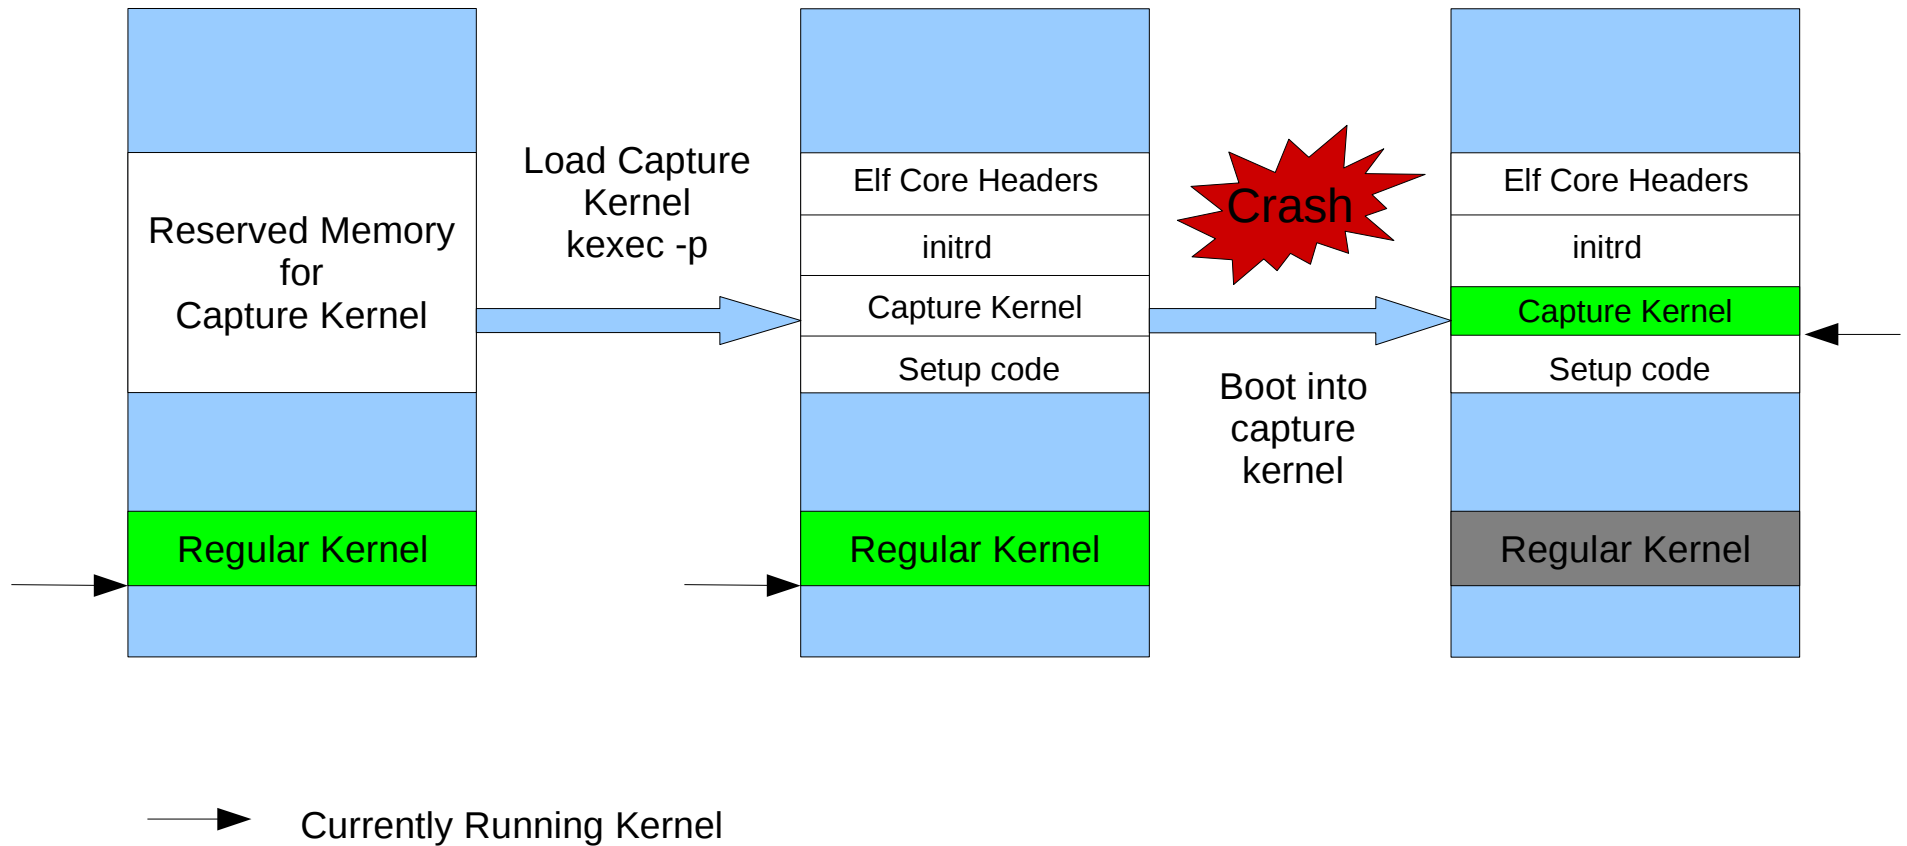 Reserved Memory
for
Capture Kernel
Regular Kernel
Load Capture
Kernel
kexec -p
Elf Core Headers
initrd
Capture Kernel
Setup code
Regular Kernel
Crash
Boot into
capture
kernel
Elf Core Headers
initrd
Capture Kernel
Setup code
Regular Kernel
Currently Running Kernel